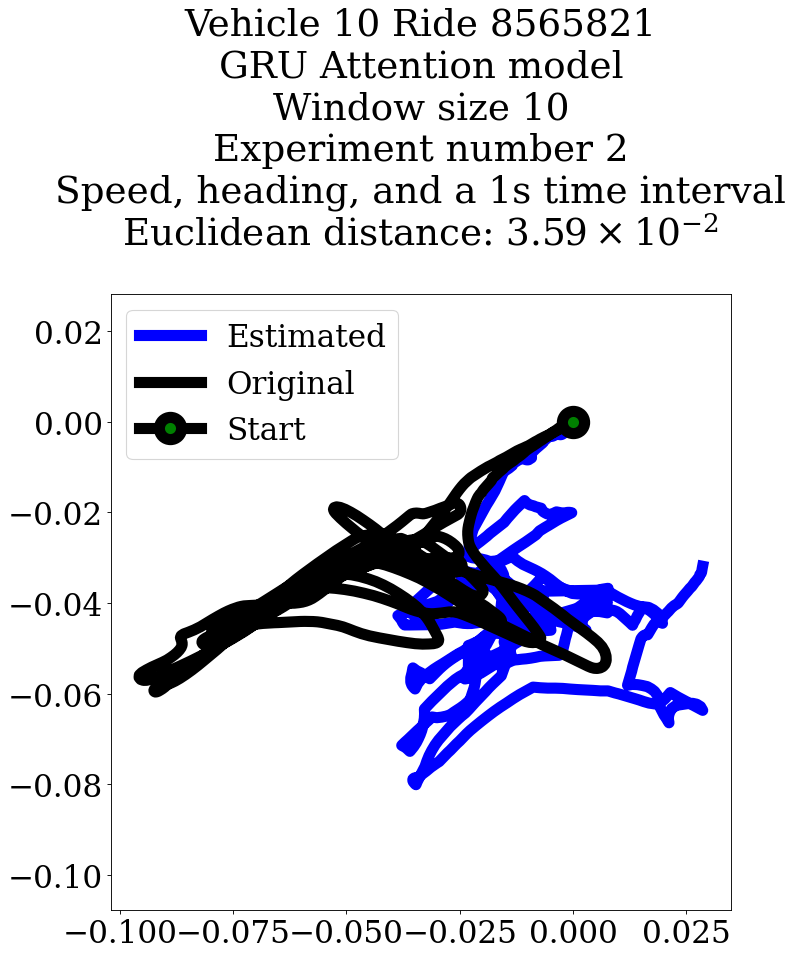 Vehicle 10 Ride 8565821
GRU Attention model
Window size 10
Experiment number 2
Speed, heading, and a 1s time interval
Euclidean distance: 3.59 × 10⁻²
Estimated
Original
Start
0.02
0.00
−0.02
−0.04
−0.06
−0.08
−0.10
−0.100 −0.075 −0.050 −0.025 0.000 0.025